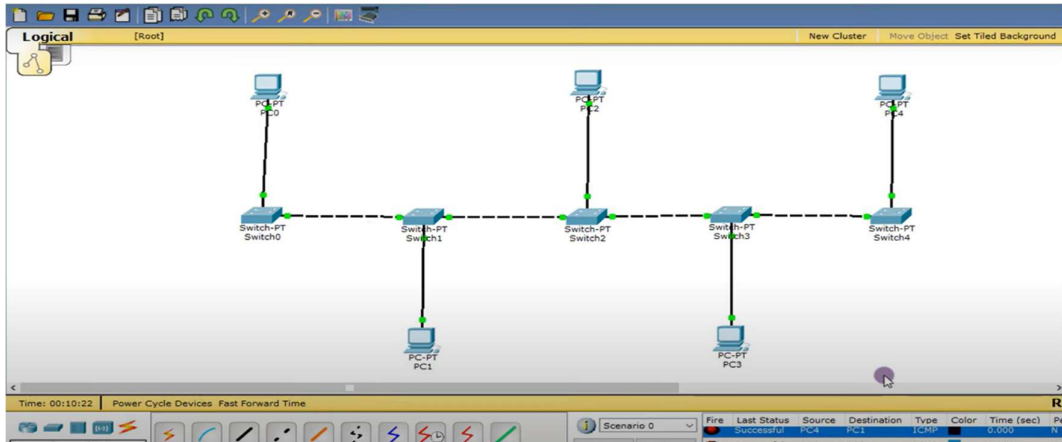 Logical [Root] New Cluster Move Object Set Tiled Background
PC-PT PC-PT PC-PT
PC0 PC2 PC4
Switch-PT Switch-PT Switch-PT Switch-PT Switch-PT
Switch0 Switch1 Switch2 Switch3 Switch4
PC-PT PC-PT
PC1 PC3
Time: 00:10:22 Power Cycle Devices Fast Forward Time R
Scenario 0 Fire Last Status Source Destination Type Color Time (sec)
Successful PC4 PC1 ICMP 0.000 N